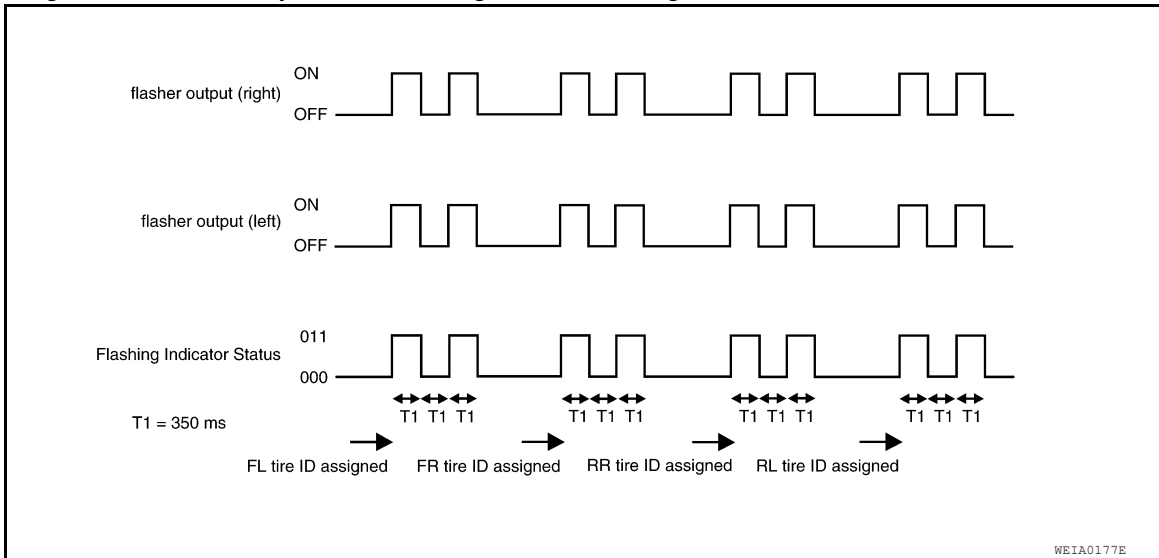 ON
flasher output (right)
OFF
ON
flasher output (left)
OFF
011
Flashing Indicator Status
000
T1 T1 T1 T1 T1 T1 T1 T1 T1 T1 T1 T1
T1 = 350 ms
FL tire ID assigned FR tire ID assigned RR tire ID assigned RL tire ID assigned
WEIA0177E